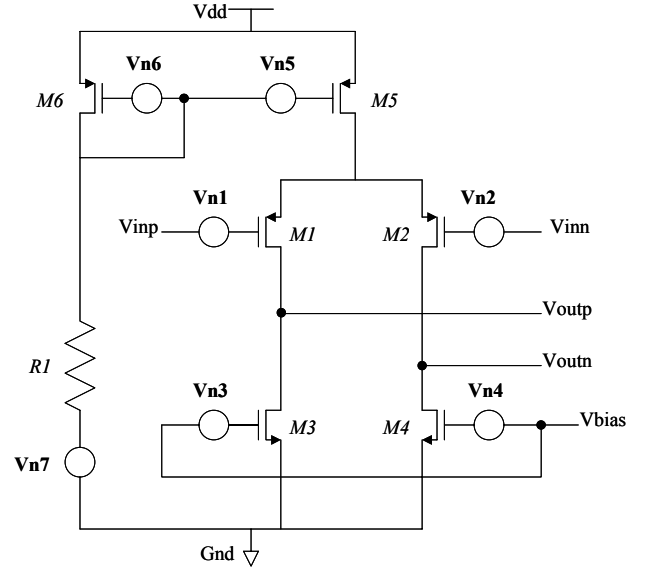 Vdd
Vn6 Vn5
M6 M5
Vn1 Vn2
Vinp M1 M2 Vinn
Voutp
Voutn
R1
Vn3 Vn4
M3 M4 Vbias
Vn7
Gnd